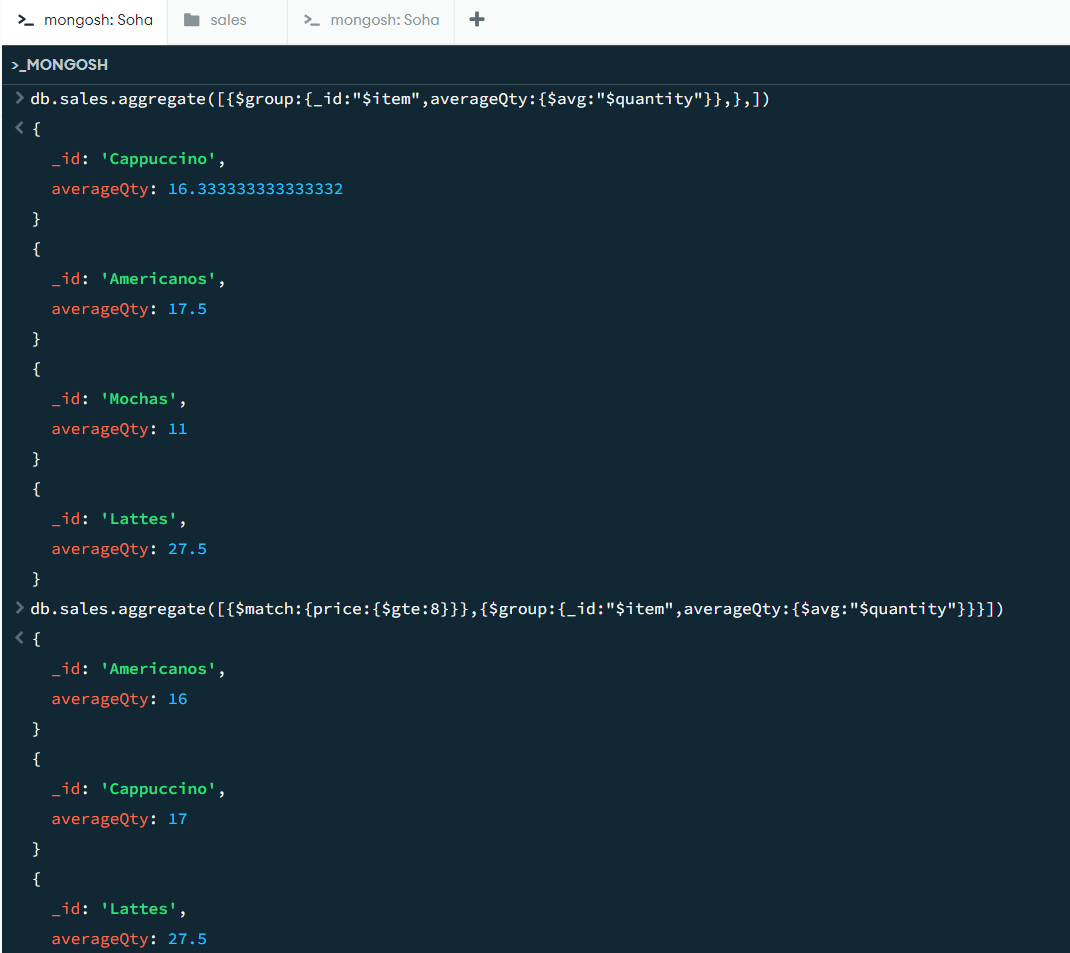 >_ mongosh: Soha sales >_ mongosh: Soha +
>_MONGOSH
> db.sales.aggregate([{$group:{_id:"$item",averageQty:{$avg:"$quantity"}},},])
< {
_id: 'Cappuccino',
averageQty: 16.333333333333332
}
{
_id: 'Americanos',
averageQty: 17.5
}
{
_id: 'Mochas',
averageQty: 11
}
{
_id: 'Lattes',
averageQty: 27.5
}
> db.sales.aggregate([{$match:{price:{$gte:8}}},{$group:{_id:"$item",averageQty:{$avg:"$quantity"}}}])
< {
_id: 'Americanos',
averageQty: 16
}
{
_id: 'Cappuccino',
averageQty: 17
}
{
_id: 'Lattes',
averageQty: 27.5